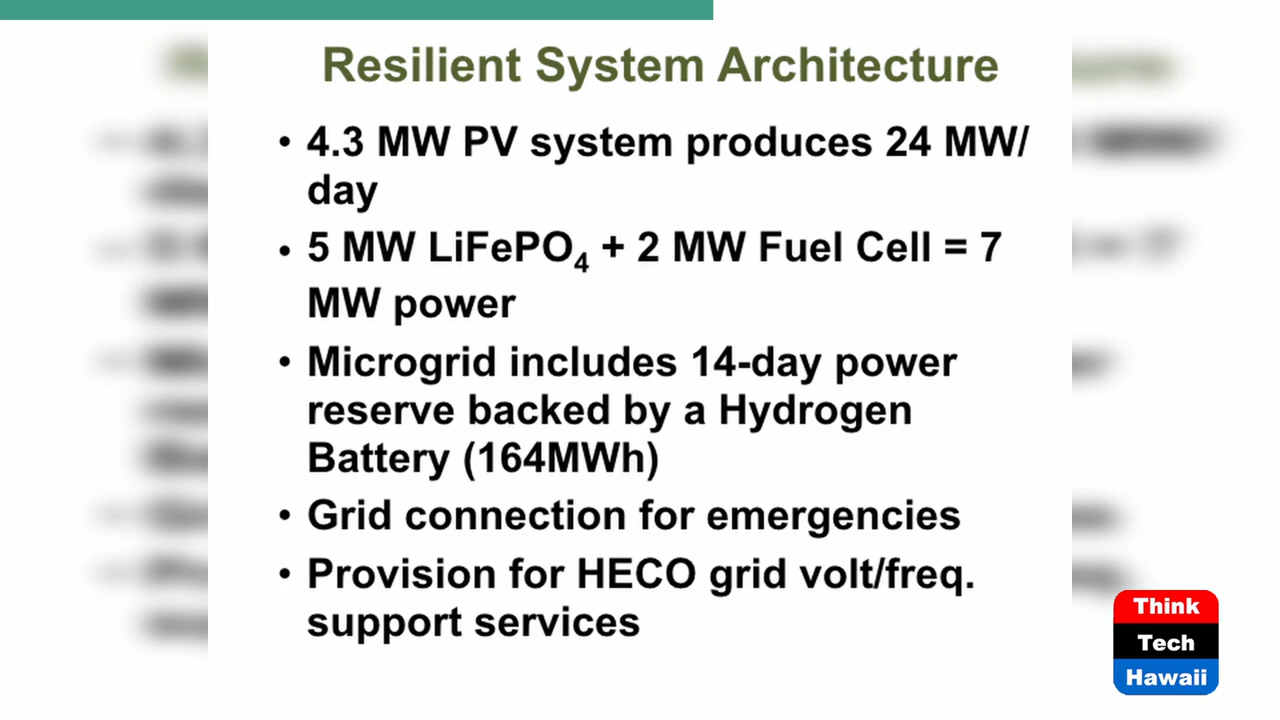 Resilient System Architecture
• 4.3 MW PV system produces 24 MW/
day
• 5 MW LiFePO₄ + 2 MW Fuel Cell = 7
MW power
• Microgrid includes 14-day power
reserve backed by a Hydrogen
Battery (164MWh)
• Grid connection for emergencies
• Provision for HECO grid volt/freq.
support services
Think
Tech
Hawaii